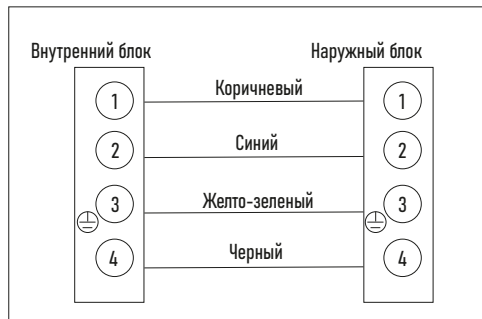 Внутренний блок Наружный блок
1 Коричневый 1
2 Синий 2
3 Желто-зеленый 3
4 Черный 4